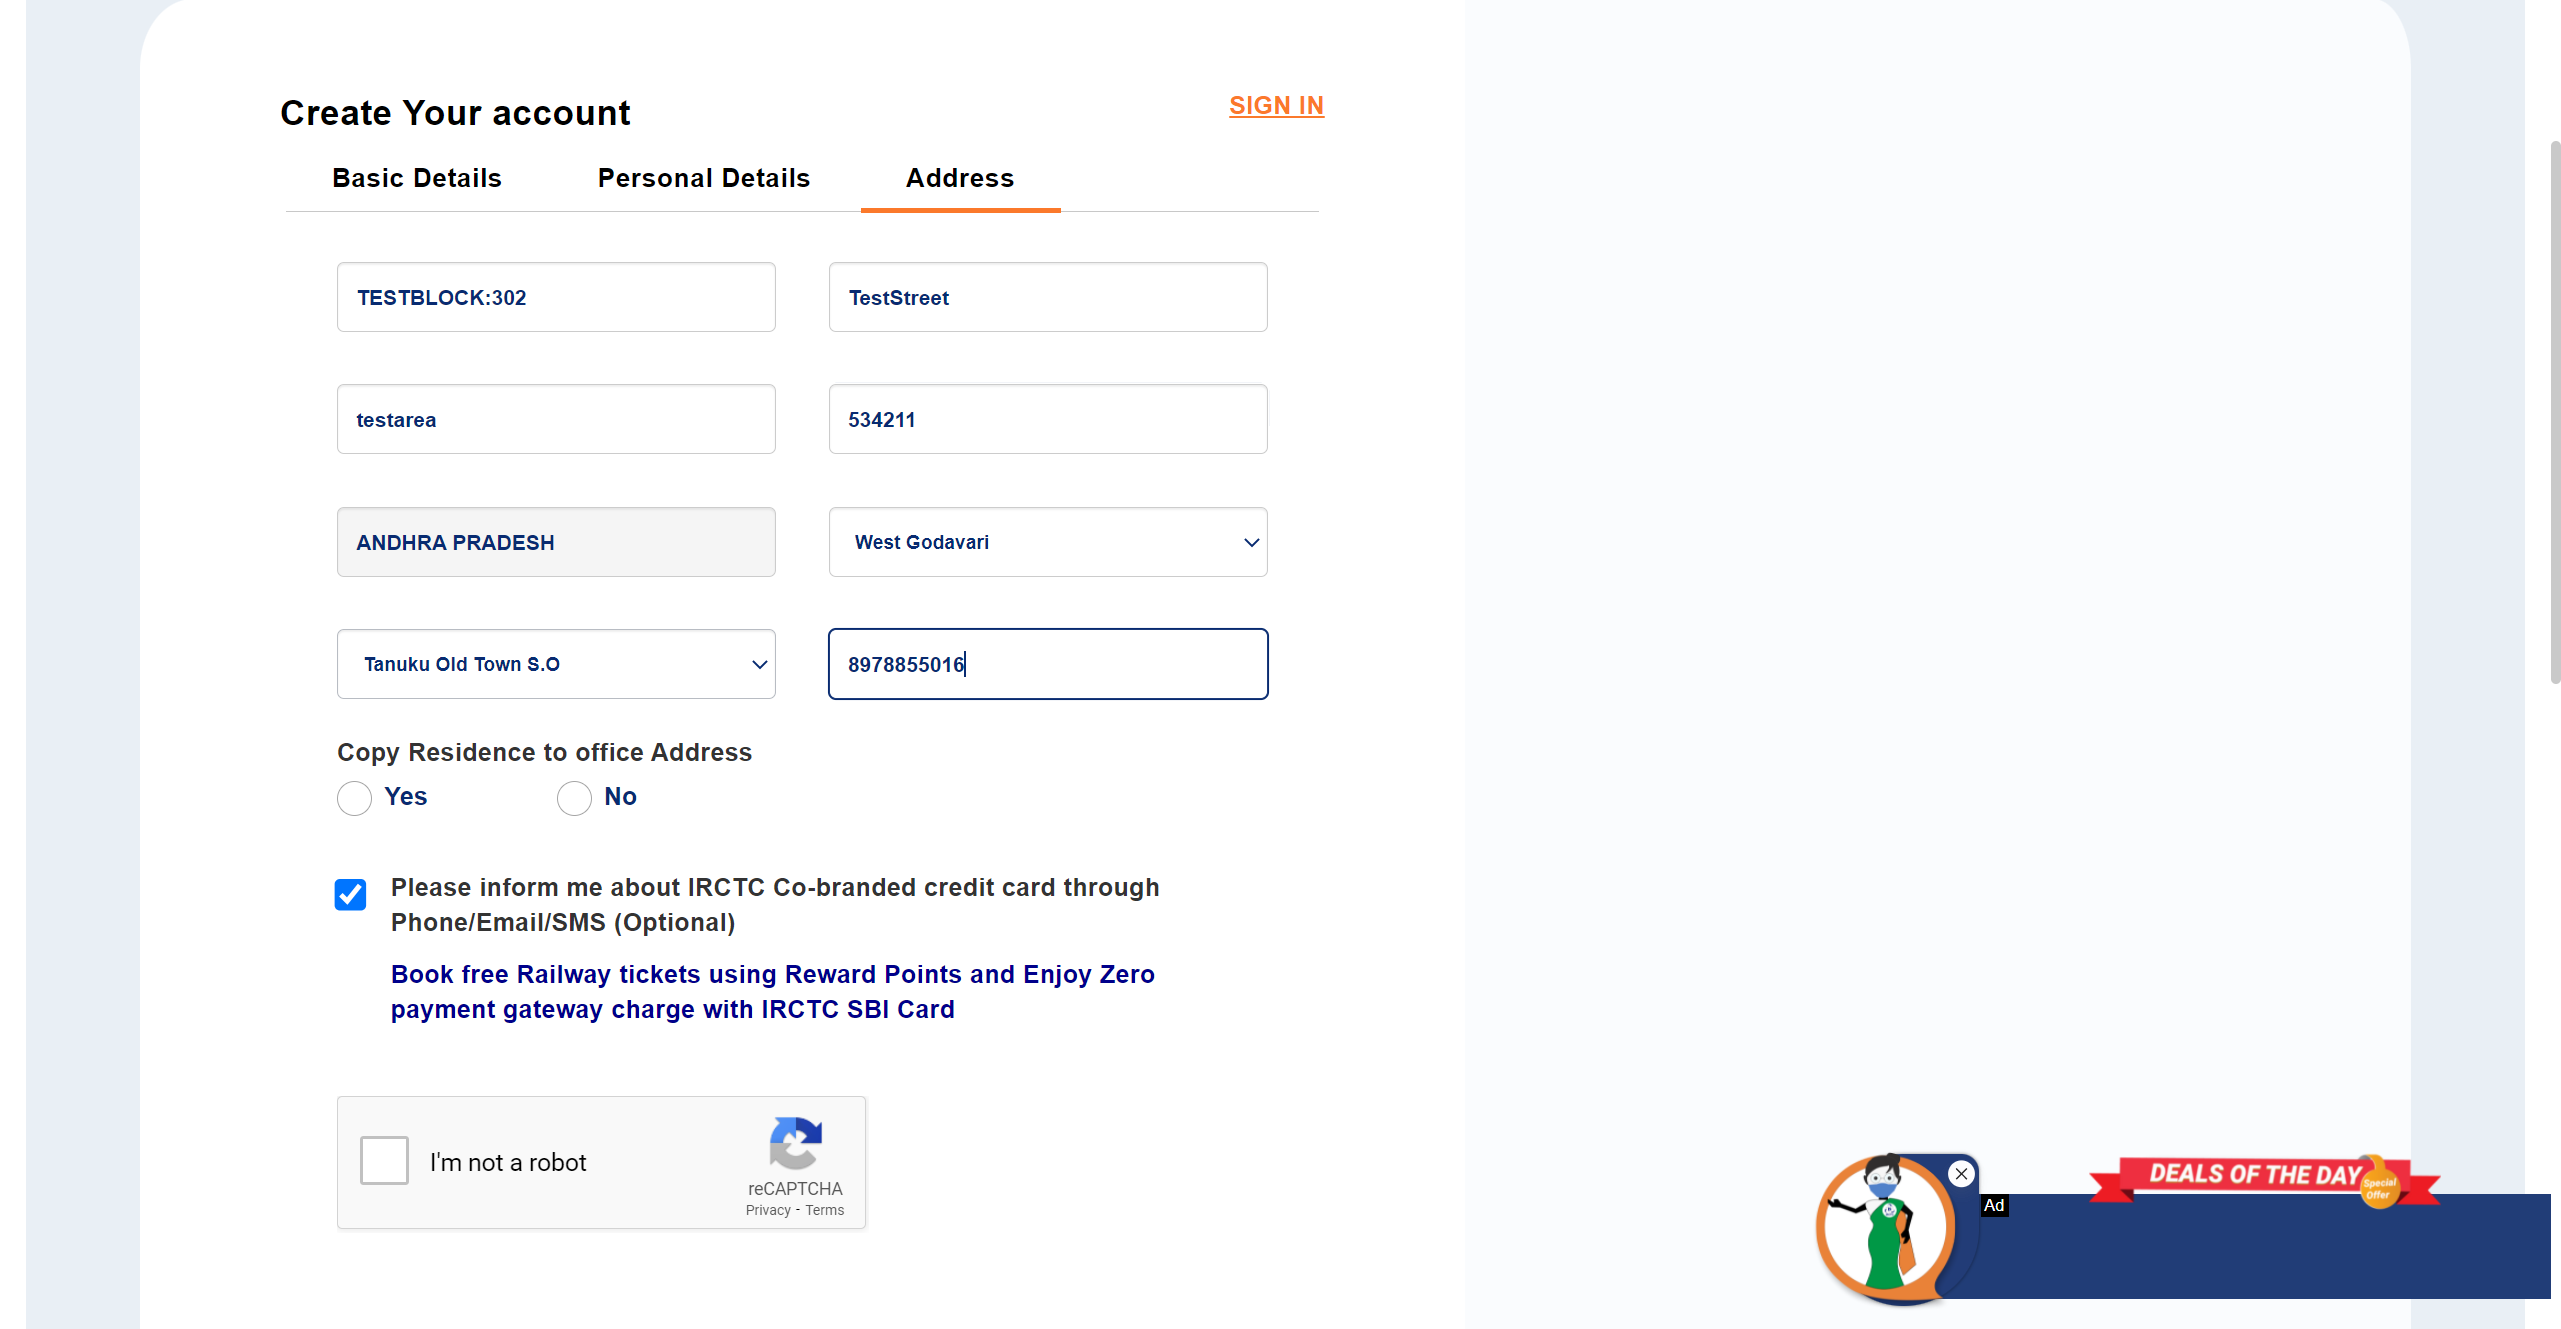 Create Your account
SIGN IN
Basic Details
Personal Details
Address
TESTBLOCK:302
TestStreet
testarea
534211
ANDHRA PRADESH
West Godavari
Tanuku Old Town S.O
8978855016
Copy Residence to office Address
Yes
No
Please inform me about IRCTC Co-branded credit card through
Phone/Email/SMS (Optional)
Book free Railway tickets using Reward Points and Enjoy Zero
payment gateway charge with IRCTC SBI Card
I'm not a robot
reCAPTCHA
Privacy - Terms
DEALS OF THE DAY
Special
Offer
Ad